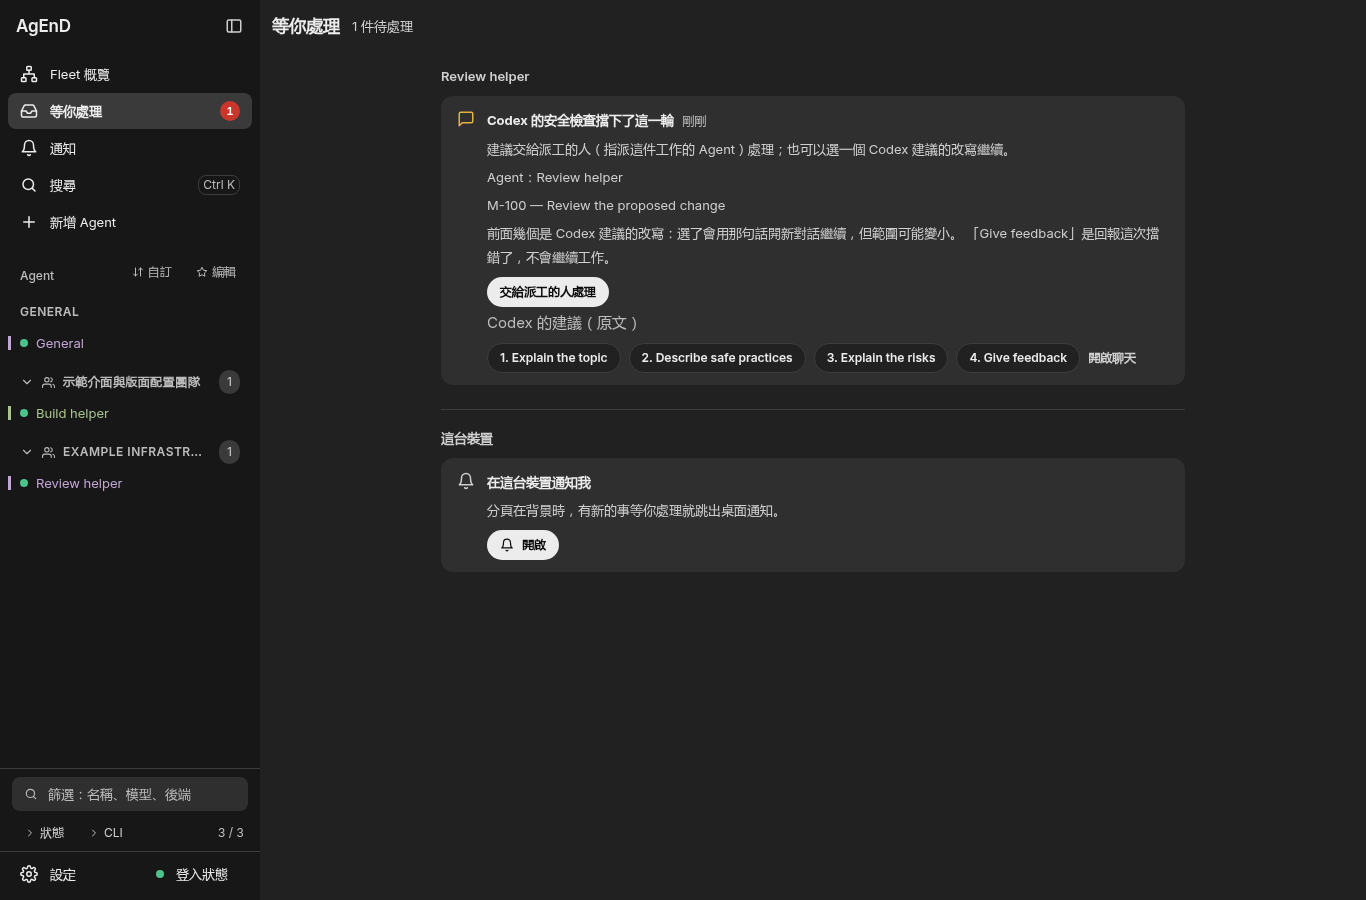 AgEnD
Fleet 概覽
等你處理
1
通知
搜尋
Ctrl K
新增 Agent
Agent
自訂
編輯
GENERAL
General
示範介面與版面配置團隊
1
Build helper
EXAMPLE INFRASTR...
1
Review helper
篩選：名稱、模型、後端
狀態
CLI
3 / 3
設定
登入狀態
等你處理
1 件待處理
Review helper
Codex 的安全檢查擋下了這一輪 剛剛
建議交給派工的人（指派這件工作的 Agent）處理；也可以選一個 Codex 建議的改寫繼續。
Agent：Review helper
M-100 — Review the proposed change
前面幾個是 Codex 建議的改寫：選了會用那句話開新對話繼續，但範圍可能變小。「Give feedback」是回報這次擋
錯了，不會繼續工作。
交給派工的人處理
Codex 的建議（原文）
1. Explain the topic
2. Describe safe practices
3. Explain the risks
4. Give feedback
開啟聊天
這台裝置
在這台裝置通知我
分頁在背景時，有新的事等你處理就跳出桌面通知。
開啟